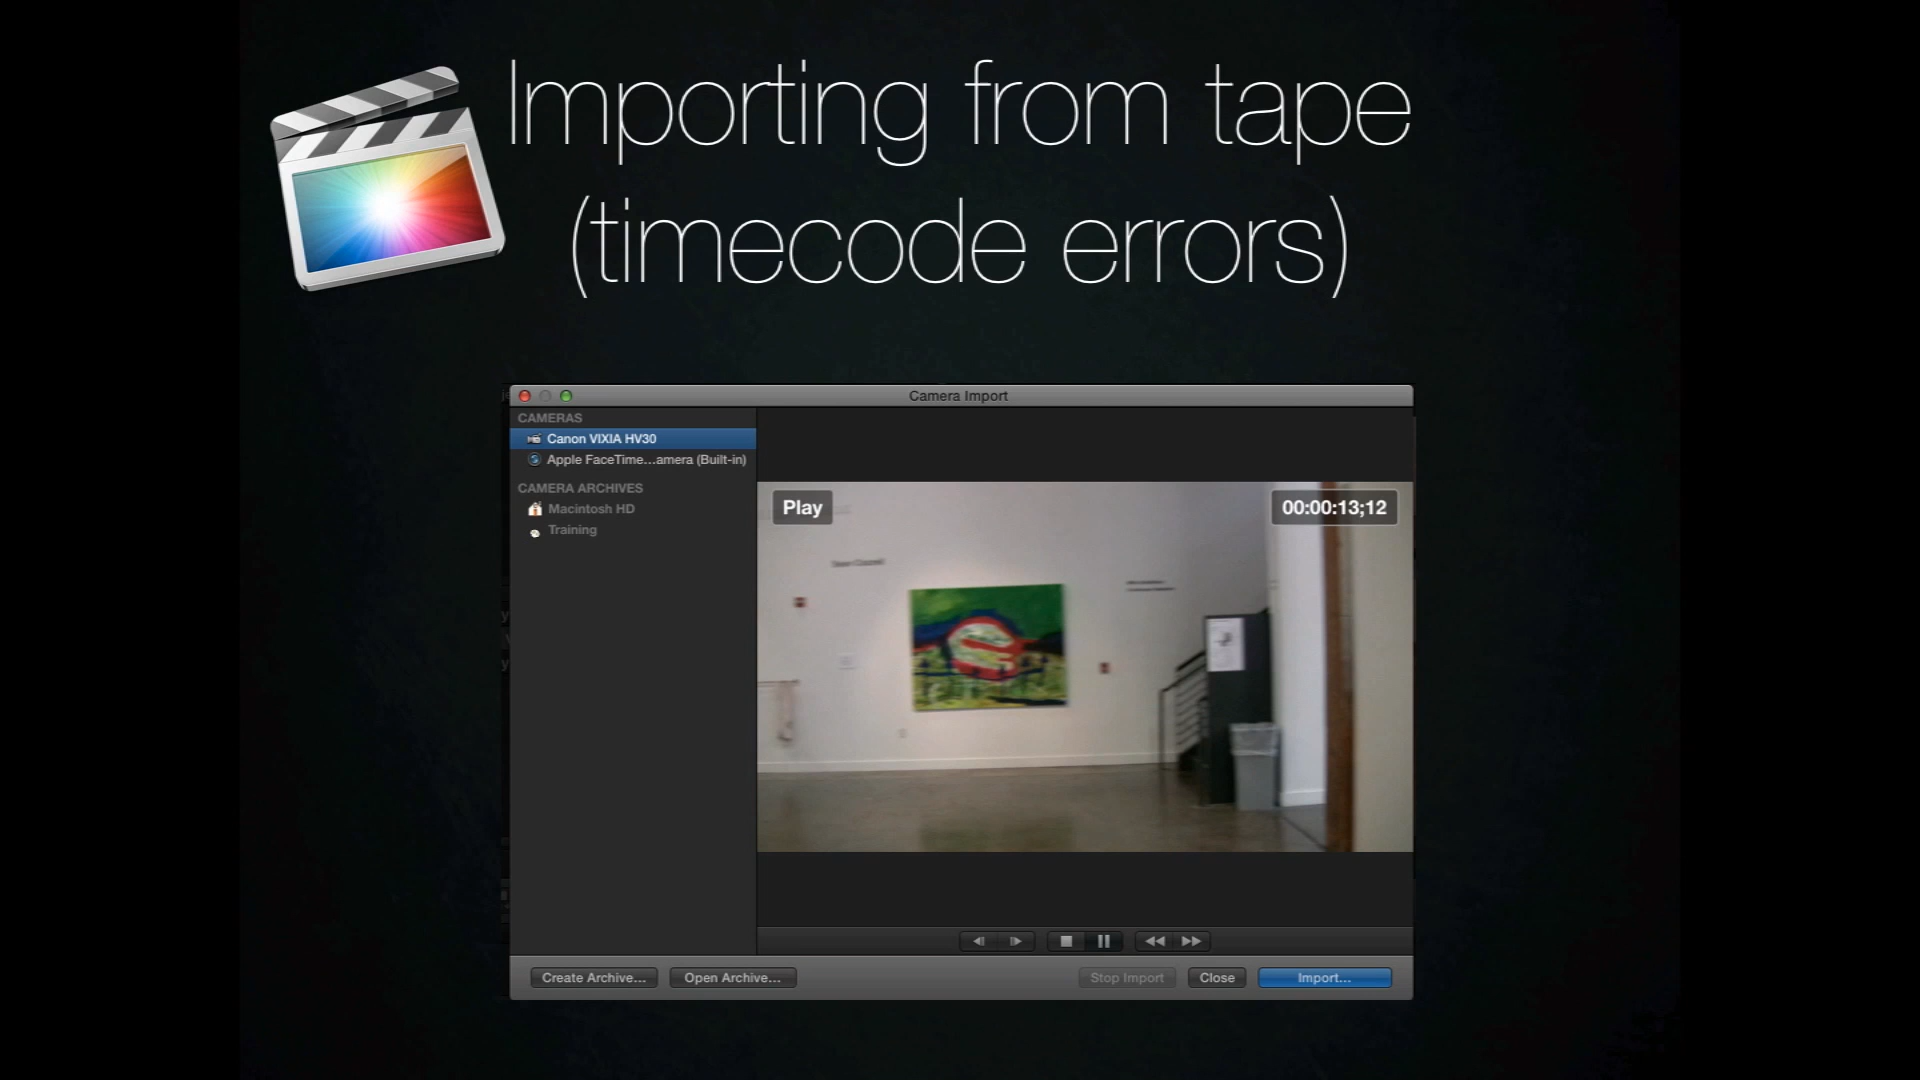 Importing from tape
(timecode errors)
Camera Import
CAMERAS
Canon VIXIA HV30
Apple FaceTime...amera (Built-in)
CAMERA ARCHIVES
Macintosh HD
Training
Play
00:00:13;12
Create Archive...
Open Archive...
Stop Import
Close
Import...